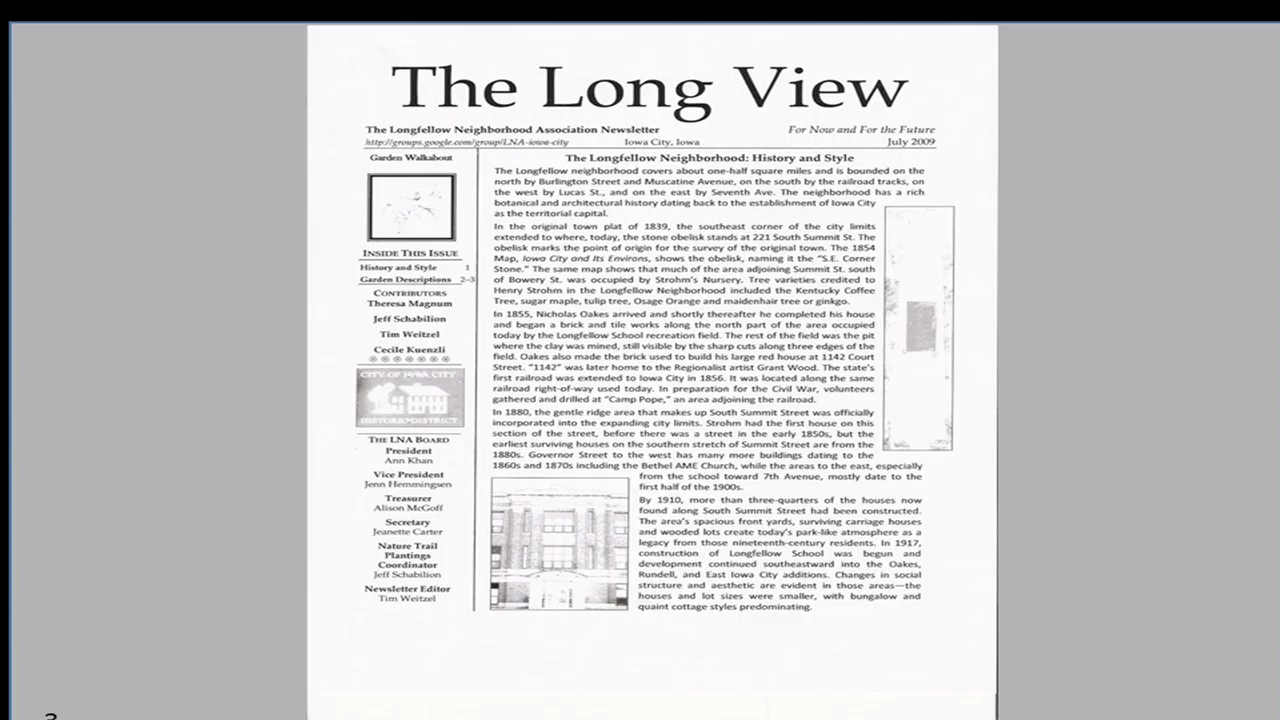 The Long View
The Longfellow Neighborhood Association Newsletter
For Now and For the Future
http://groups.google.com/group/LNA-iowa-city
Iowa City, Iowa
July 2009
Garden Walkabout
INSIDE THIS ISSUE
History and Style 1
Garden Descriptions 2–3
CONTRIBUTORS
Theresa Magnum
Jeff Schabilion
Tim Weitzel
Cecile Kuenzli
CITY OF IOWA CITY
HISTORIC DISTRICT
THE LNA BOARD
President
Ann Khan
Vice President
Jenn Hemmingsen
Treasurer
Alison McGoff
Secretary
Jeanette Carter
Nature Trail
Plantings
Coordinator
Jeff Schabilion
Newsletter Editor
Tim Weitzel
The Longfellow Neighborhood: History and Style
The Longfellow neighborhood covers about one-half square miles and is bounded on the
north by Burlington Street and Muscatine Avenue, on the south by the railroad tracks, on
the west by Lucas St., and on the east by Seventh Ave. The neighborhood has a rich
botanical and architectural history dating back to the establishment of Iowa City
as the territorial capital.
In the original town plat of 1839, the southeast corner of the city limits
extended to where, today, the stone obelisk stands at 221 South Summit St. The
obelisk marks the point of origin for the survey of the original town. The 1854
Map, Iowa City and Its Environs, shows the obelisk, naming it the “S.E. Corner
Stone.” The same map shows that much of the area adjoining Summit St. south
of Bowery St. was occupied by Strohm’s Nursery. Tree varieties credited to
Henry Strohm in the Longfellow Neighborhood included the Kentucky Coffee
Tree, sugar maple, tulip tree, Osage Orange and maidenhair tree or ginkgo.
In 1855, Nicholas Oakes arrived and shortly thereafter he completed his house
and began a brick and tile works along the north part of the area occupied
today by the Longfellow School recreation field. The rest of the field was the pit
where the clay was mined, still visible by the sharp cuts along three edges of the
field. Oakes also made the brick used to build his large red house at 1142 Court
Street. “1142” was later home to the Regionalist artist Grant Wood. The state’s
first railroad was extended to Iowa City in 1856. It was located along the same
railroad right-of-way used today. In preparation for the Civil War, volunteers
gathered and drilled at “Camp Pope,” an area adjoining the railroad.
In 1880, the gentle ridge area that makes up South Summit Street was officially
incorporated into the expanding city limits. Strohm had the first house on this
section of the street, before there was a street in the early 1850s, but the
earliest surviving houses on the southern stretch of Summit Street are from the
1880s. Governor Street to the west has many more buildings dating to the
1860s and 1870s including the Bethel AME Church, while the areas to the east, especially
from the school toward 7th Avenue, mostly date to the
first half of the 1900s.
By 1910, more than three-quarters of the houses now
found along South Summit Street had been constructed.
The area’s spacious front yards, surviving carriage houses
and wooded lots create today’s park-like atmosphere as a
legacy from those nineteenth-century residents. In 1917,
construction of Longfellow School was begun and
development continued southeastward into the Oakes,
Rundell, and East Iowa City additions. Changes in social
structure and aesthetic are evident in those areas—the
houses and lot sizes were smaller, with bungalow and
quaint cottage styles predominating.